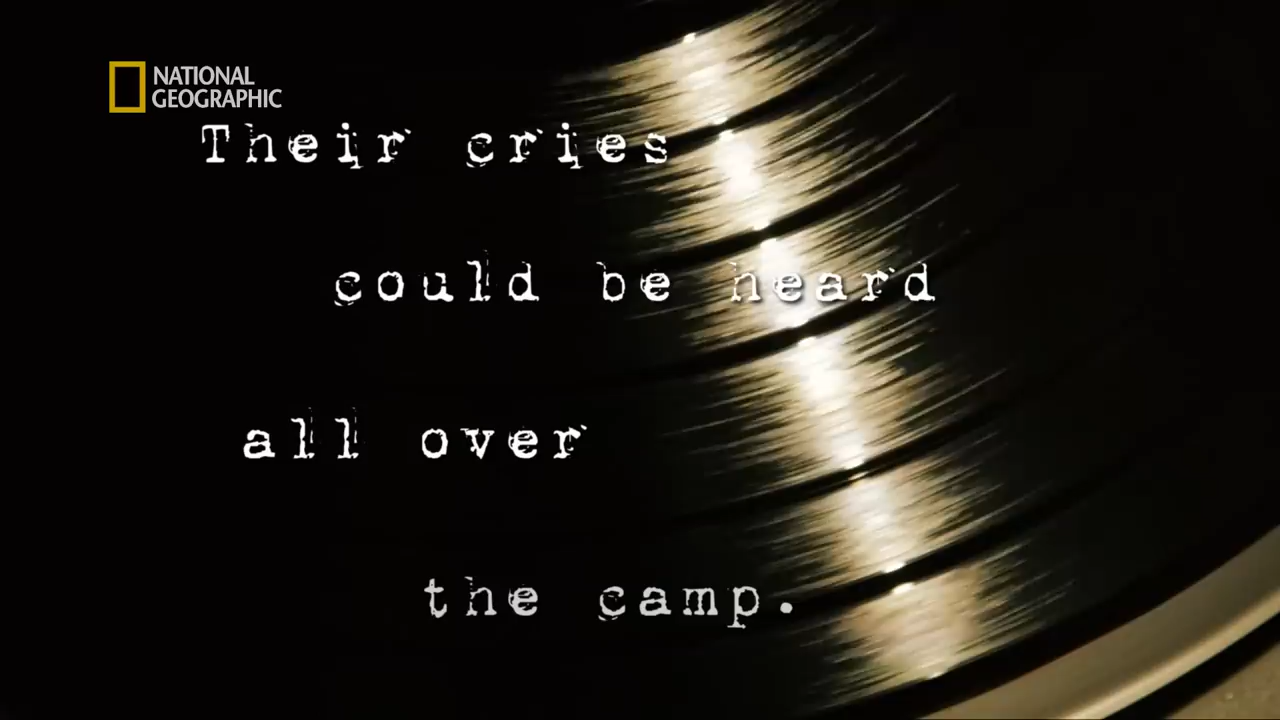 NATIONAL
GEOGRAPHIC
Their cries
could be heard
all over
the camp.